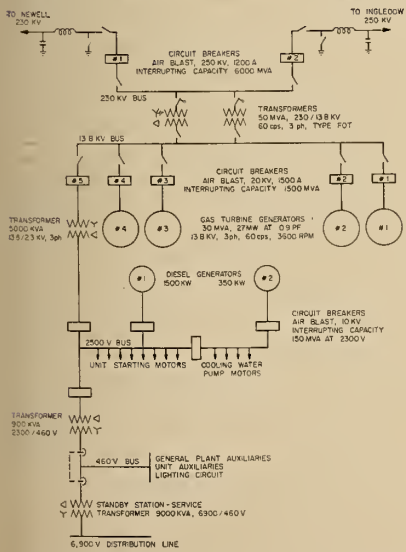 TO NEWELL
230 KV
TO INGLEDOW
250 KV
#1
CIRCUIT BREAKERS
AIR BLAST, 250 KV, 1200 A
INTERRUPTING CAPACITY 6000 MVA
#2
230 KV BUS
TRANSFORMERS
50 MVA, 230/13.8 KV
60 cps, 3 ph, TYPE FOT
13.8 KV BUS
CIRCUIT BREAKERS
AIR BLAST, 20 KV, 1500 A
INTERRUPTING CAPACITY 1500 MVA
#5
#4
#3
#2
#1
TRANSFORMER
5000 KVA
13.9/2.3 KV, 3ph
#4
#3
GAS TURBINE GENERATORS
30 MVA, 27 MW AT 0.9 PF
13.8 KV, 3ph, 60 cps, 3600 RPM
#2
#1
DIESEL GENERATORS
#1
1500 KW
350 KW
#2
CIRCUIT BREAKERS
AIR BLAST, 10 KV
INTERRUPTING CAPACITY
150 MVA AT 2300 V
2500 V BUS
UNIT STARTING MOTORS
COOLING WATER
PUMP MOTORS
TRANSFORMER
900 KVA
2300/460 V
460 V BUS
GENERAL PLANT AUXILIARIES
UNIT AUXILIARIES
LIGHTING CIRCUIT
STANDBY STATION-SERVICE
TRANSFORMER 9000 KVA, 6900/460 V
6,900 V DISTRIBUTION LINE